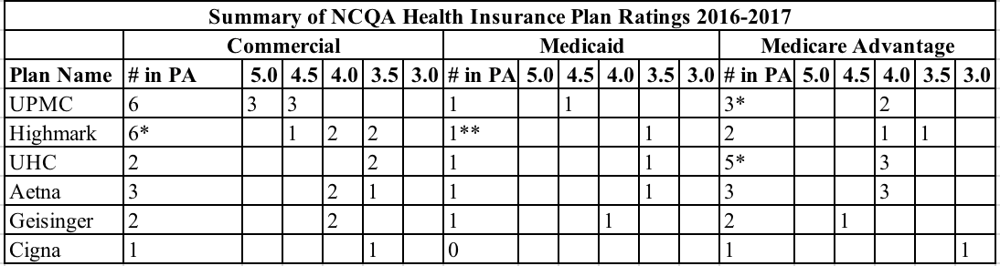 Summary of NCQA Health Insurance Plan Ratings 2016-2017
Commercial Medicaid Medicare Advantage
Plan Name # in PA 5.0 4.5 4.0 3.5 3.0 # in PA 5.0 4.5 4.0 3.5 3.0 # in PA 5.0 4.5 4.0 3.5 3.0
UPMC 6 3 3 1 1 3* 2
Highmark 6* 1 2 2 1** 1 2 1 1
UHC 2 2 1 1 5* 3
Aetna 3 2 1 1 1 3 3
Geisinger 2 2 1 1 2 1
Cigna 1 1 0 1 1